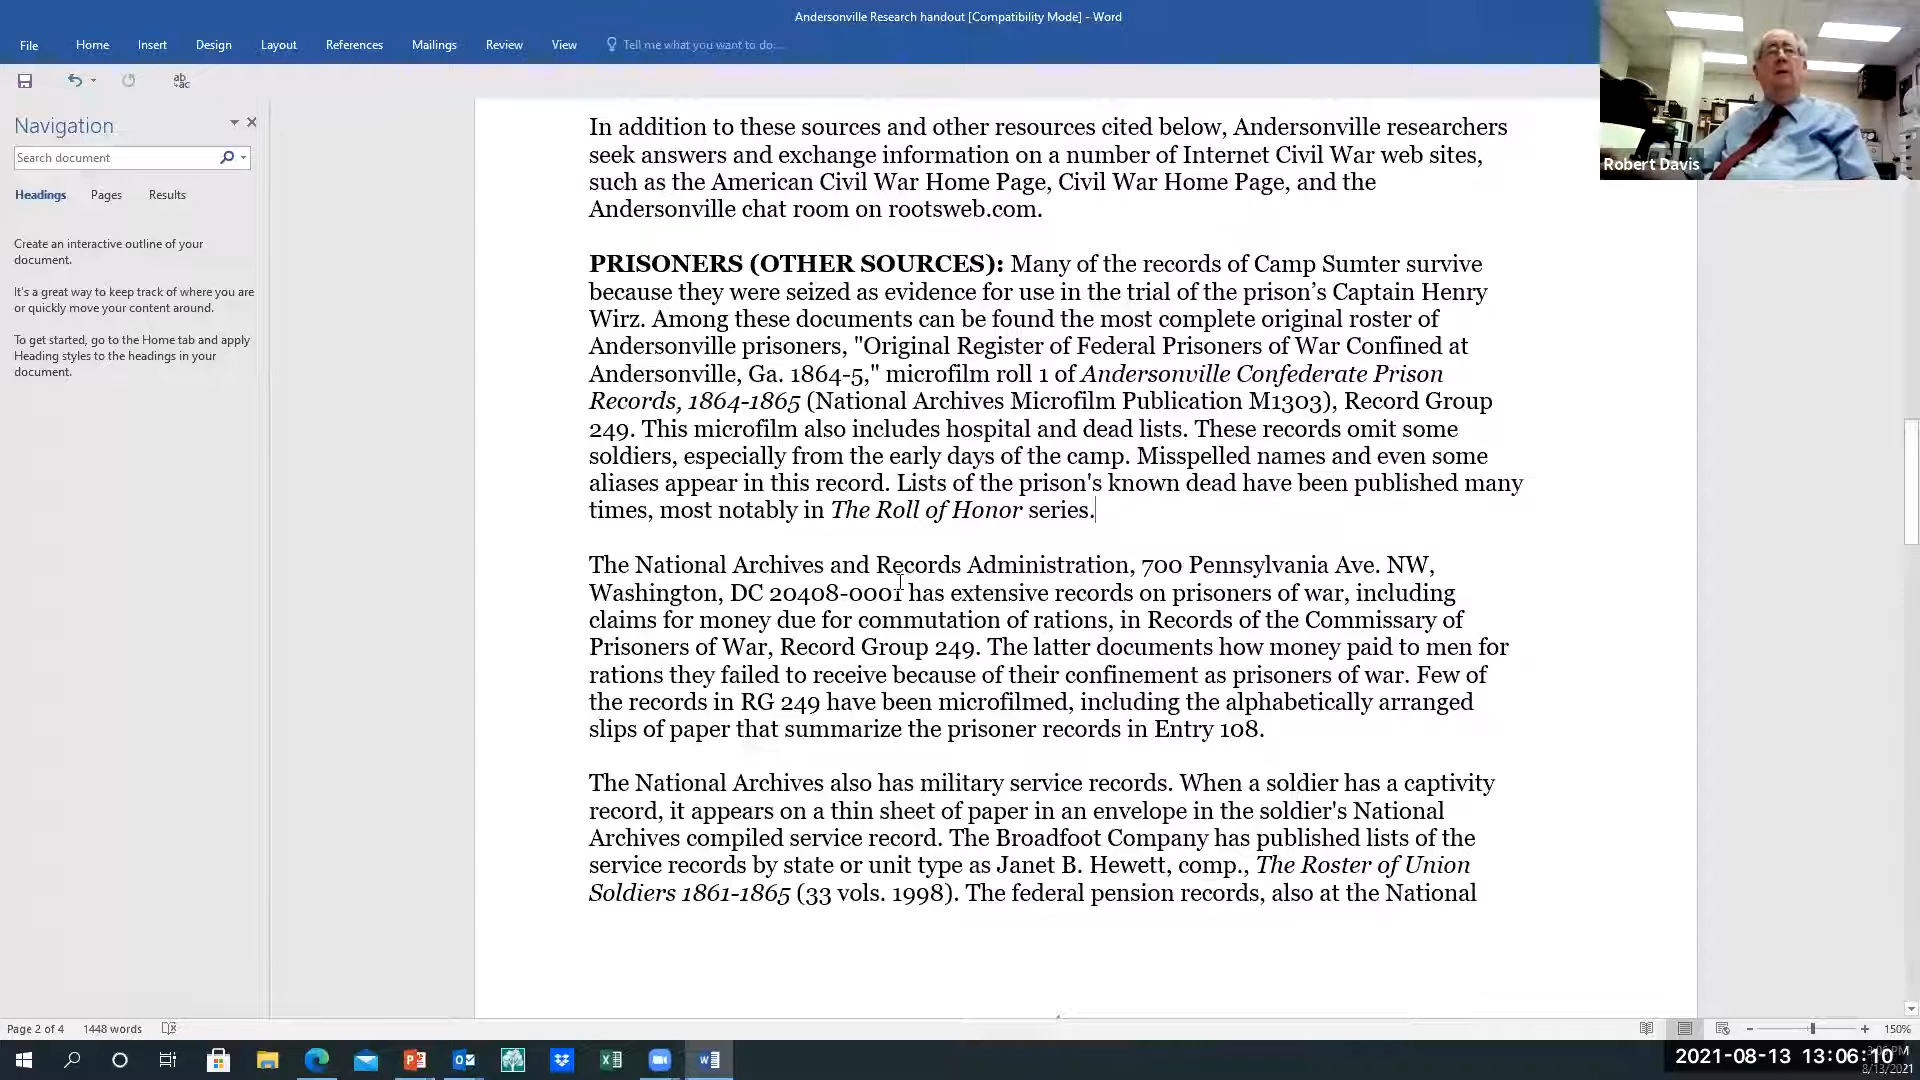 Andersonville Research handout [Compatibility Mode] - Word
File Home Insert Design Layout References Mailings Review View Tell me what you want to do...
Robert Davis
Navigation
Search document
Headings Pages Results
Create an interactive outline of your
document.
It's a great way to keep track of where you are
or quickly move your content around.
To get started, go to the Home tab and apply
Heading styles to the headings in your
document.
In addition to these sources and other resources cited below, Andersonville researchers
seek answers and exchange information on a number of Internet Civil War web sites,
such as the American Civil War Home Page, Civil War Home Page, and the
Andersonville chat room on rootsweb.com.
PRISONERS (OTHER SOURCES): Many of the records of Camp Sumter survive
because they were seized as evidence for use in the trial of the prison’s Captain Henry
Wirz. Among these documents can be found the most complete original roster of
Andersonville prisoners, "Original Register of Federal Prisoners of War Confined at
Andersonville, Ga. 1864-5," microfilm roll 1 of Andersonville Confederate Prison
Records, 1864-1865 (National Archives Microfilm Publication M1303), Record Group
249. This microfilm also includes hospital and dead lists. These records omit some
soldiers, especially from the early days of the camp. Misspelled names and even some
aliases appear in this record. Lists of the prison's known dead have been published many
times, most notably in The Roll of Honor series.
The National Archives and Records Administration, 700 Pennsylvania Ave. NW,
Washington, DC 20408-0001 has extensive records on prisoners of war, including
claims for money due for commutation of rations, in Records of the Commissary of
Prisoners of War, Record Group 249. The latter documents how money paid to men for
rations they failed to receive because of their confinement as prisoners of war. Few of
the records in RG 249 have been microfilmed, including the alphabetically arranged
slips of paper that summarize the prisoner records in Entry 108.
The National Archives also has military service records. When a soldier has a captivity
record, it appears on a thin sheet of paper in an envelope in the soldier's National
Archives compiled service record. The Broadfoot Company has published lists of the
service records by state or unit type as Janet B. Hewett, comp., The Roster of Union
Soldiers 1861-1865 (33 vols. 1998). The federal pension records, also at the National
Page 2 of 4 1448 words
150%
2021-08-13 13:06:10
8/13/2021